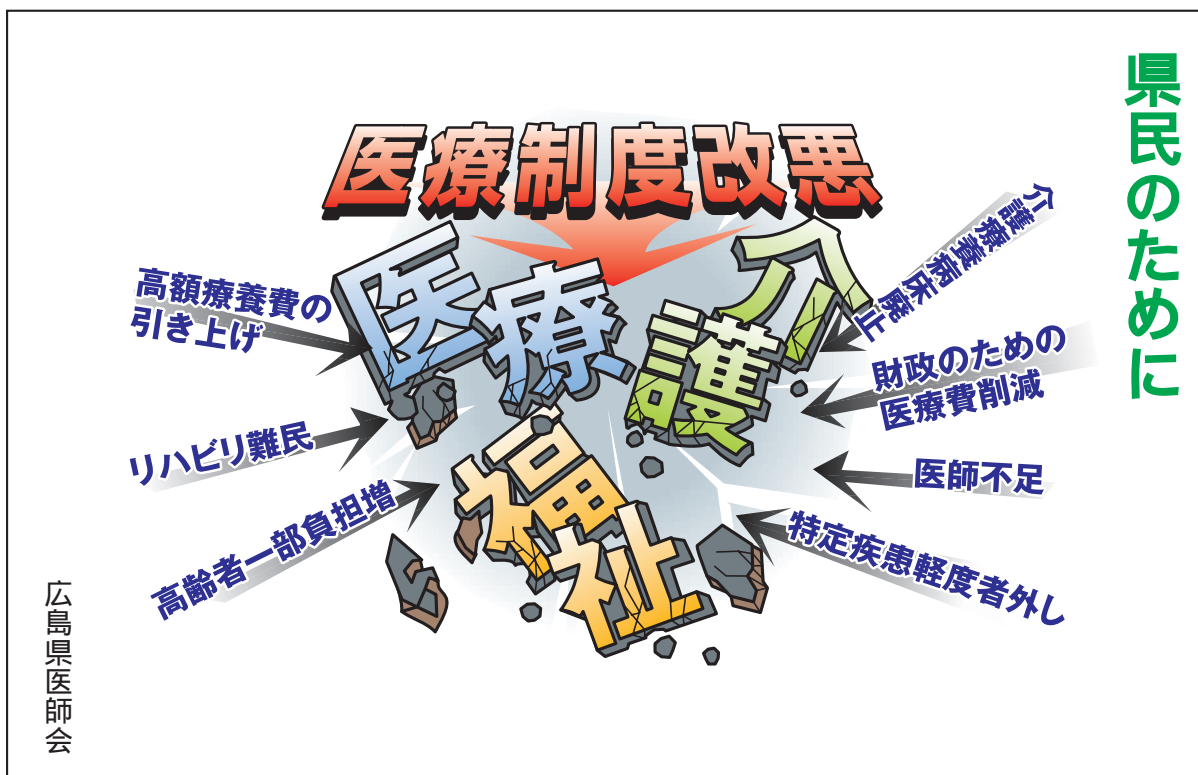 県民のために
医療制度改悪
医療
介護
福祉
高額療養費の
引き上げ
リハビリ難民
高齢者一部負担増
介護療養病床廃止
財政のための
医療費削減
医師不足
特定疾患軽度者外し
広島県医師会